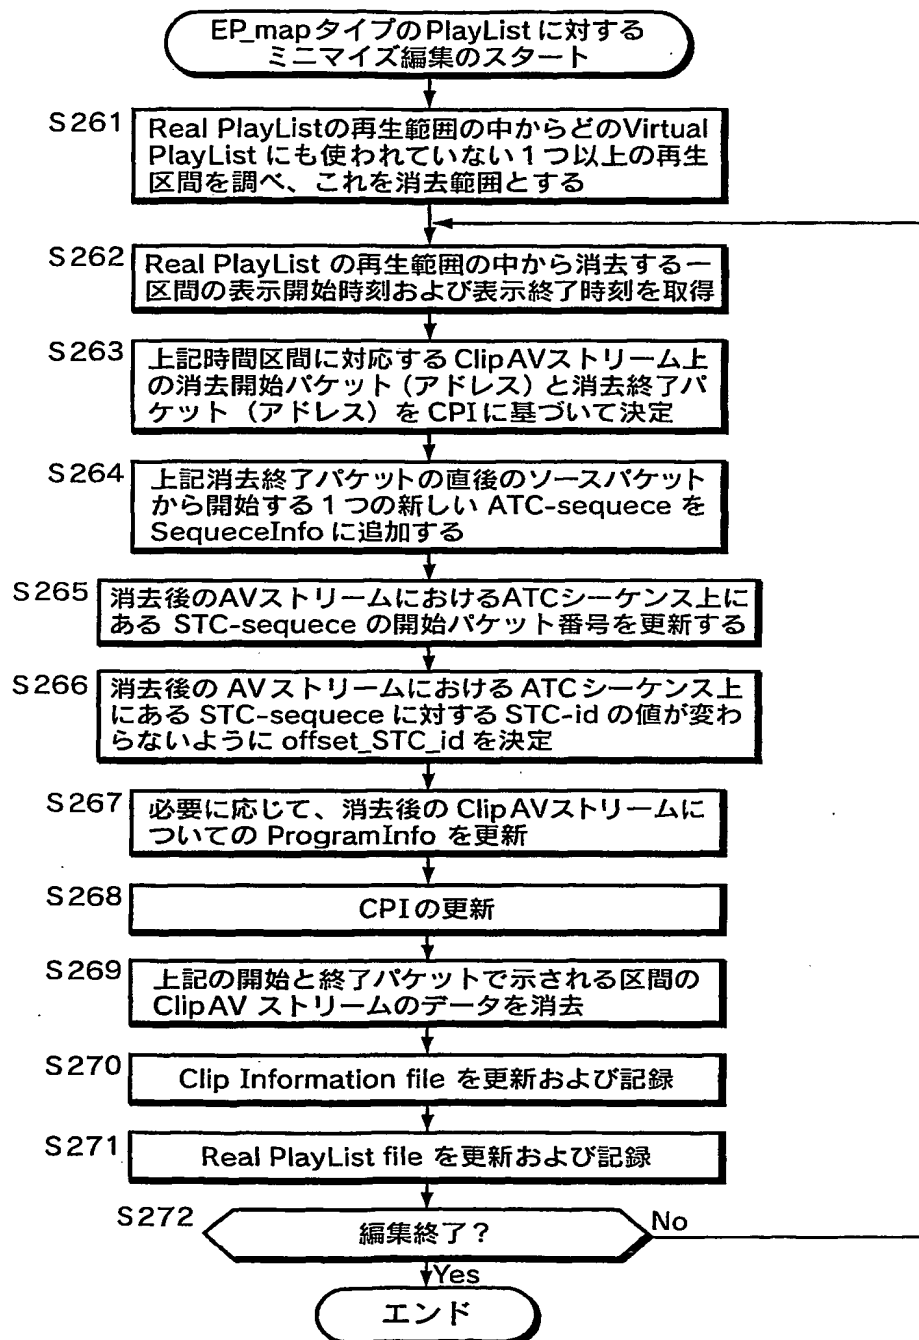 EP_mapタイプのPlayListに対する
ミニマイズ編集のスタート
S261
Real PlayListの再生範囲の中からどのVirtual
PlayList にも使われていない1つ以上の再生
区間を調べ、これを消去範囲とする
S262
Real PlayList の再生範囲の中から消去する一
区間の表示開始時刻および表示終了時刻を取得
S263
上記時間区間に対応する ClipAVストリーム上
の消去開始パケット(アドレス)と消去終了パ
ケット(アドレス)を CPIに基づいて決定
S264
上記消去終了パケットの直後のソースパケット
から開始する1つの新しい ATC-sequece を
SequeceInfo に追加する
S265
消去後のAVストリームにおけるATCシーケンス上に
ある STC-sequece の開始パケット番号を更新する
S266
消去後の AVストリームにおける ATCシーケンス上
にある STC-sequece に対する STC-id の値が変わ
らないように offset_STC_id を決定
S267
必要に応じて、消去後の ClipAVストリームに
ついての ProgramInfo を更新
S268
CPIの更新
S269
上記の開始と終了パケットで示される区間の
ClipAV ストリームのデータを消去
S270
Clip Information file を更新および記録
S271
Real PlayList file を更新および記録
S272
編集終了?
No
Yes
エンド